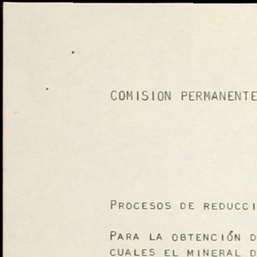 COMISION PERMANENTE
PROCESOS DE REDUCCI
PARA LA OBTENCIÓN D
CUALES EL MINERAL D